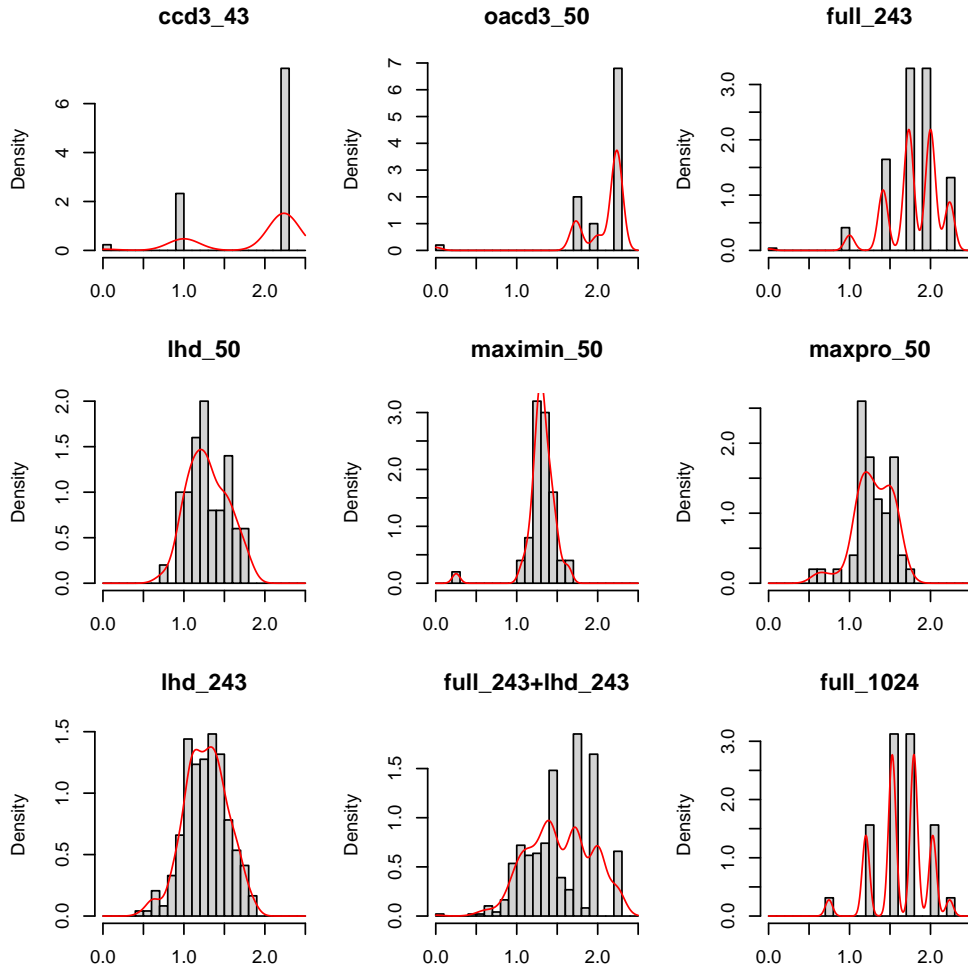 ccd3_43
oacd3_50
full_243
Density
0 2 4 6
0.0 1.0 2.0
Density
0 1 2 3 4 5 6 7
0.0 1.0 2.0
Density
0.0 1.0 2.0 3.0
0.0 1.0 2.0
lhd_50
maximin_50
maxpro_50
Density
0.0 0.5 1.0 1.5 2.0
0.0 1.0 2.0
Density
0.0 1.0 2.0 3.0
0.0 1.0 2.0
Density
0.0 1.0 2.0
0.0 1.0 2.0
lhd_243
full_243+lhd_243
full_1024
Density
0.0 0.5 1.0 1.5
0.0 1.0 2.0
Density
0.0 0.5 1.0 1.5
0.0 1.0 2.0
Density
0.0 1.0 2.0 3.0
0.0 1.0 2.0